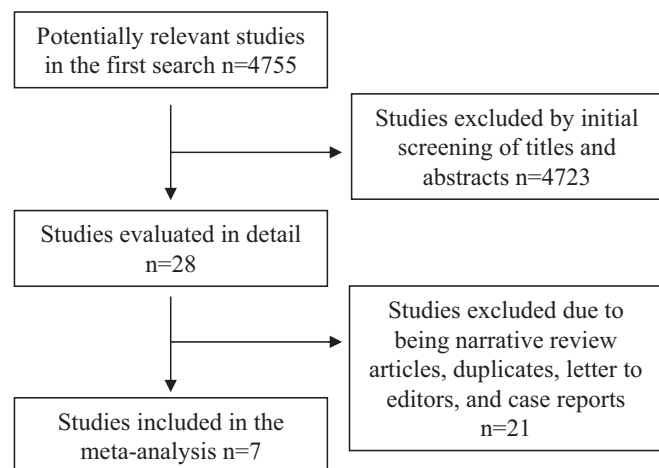 Potentially relevant studies
in the first search n=4755
Studies excluded by initial
screening of titles and
abstracts n=4723
Studies evaluated in detail
n=28
Studies excluded due to
being narrative review
articles, duplicates, letter to
editors, and case reports
n=21
Studies included in the
meta-analysis n=7